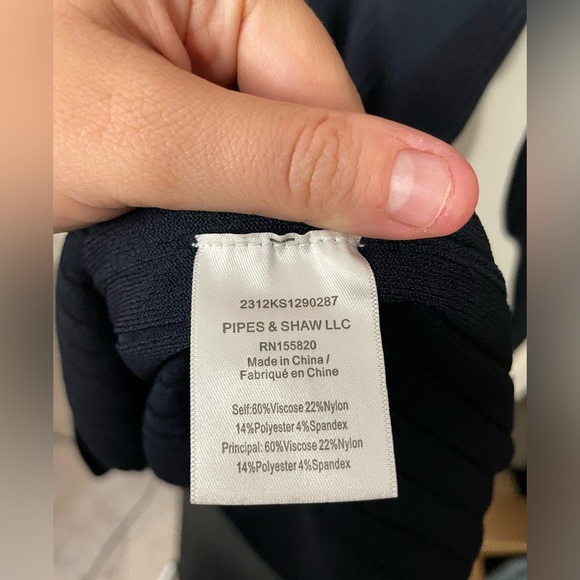 2312KS1290287
PIPES & SHAW LLC
RN155820
Made in China /
Fabriqué en Chine
Self:60%Viscose 22%Nylon
14%Polyester 4%Spandex
Principal: 60%Viscose 22%Nylon
14%Polyester 4%Spandex